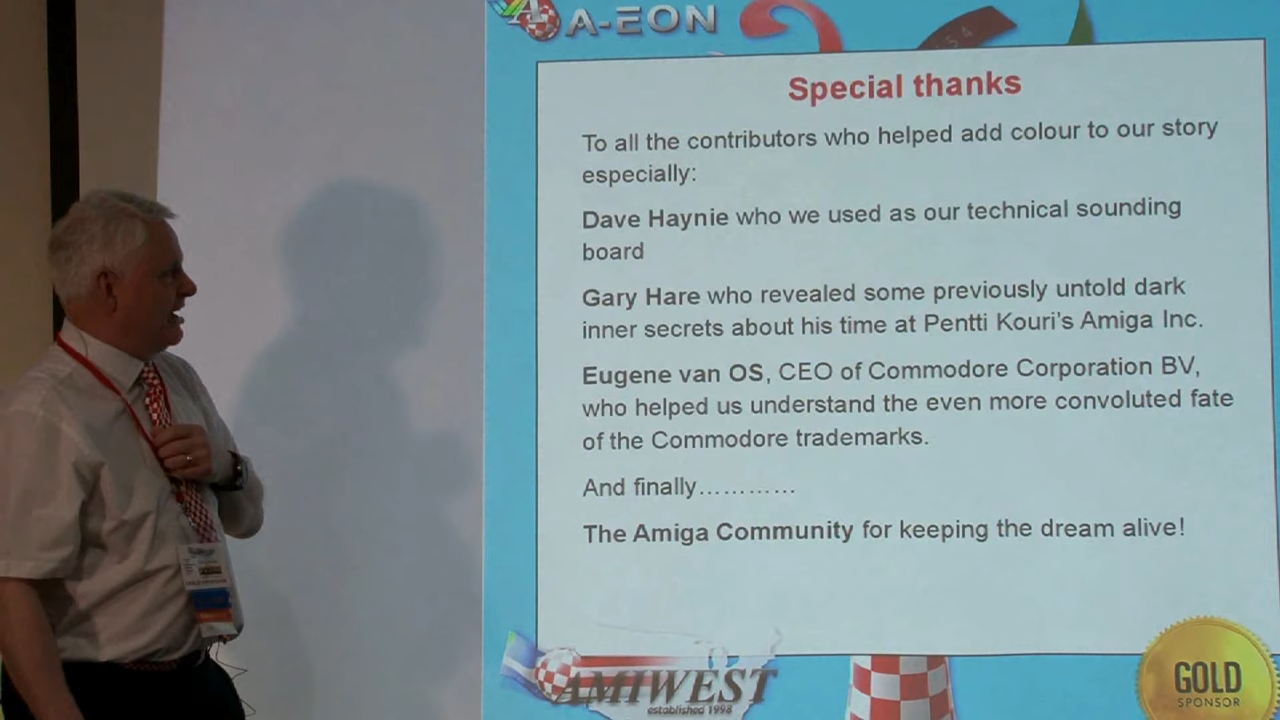 A-EON
Special thanks
To all the contributors who helped add colour to our story
especially:
Dave Haynie who we used as our technical sounding
board
Gary Hare who revealed some previously untold dark
inner secrets about his time at Pentti Kouri's Amiga Inc.
Eugene van OS, CEO of Commodore Corporation BV,
who helped us understand the even more convoluted fate
of the Commodore trademarks.
And finally…………
The Amiga Community for keeping the dream alive!
AMIWEST
established 1998
GOLD
SPONSOR